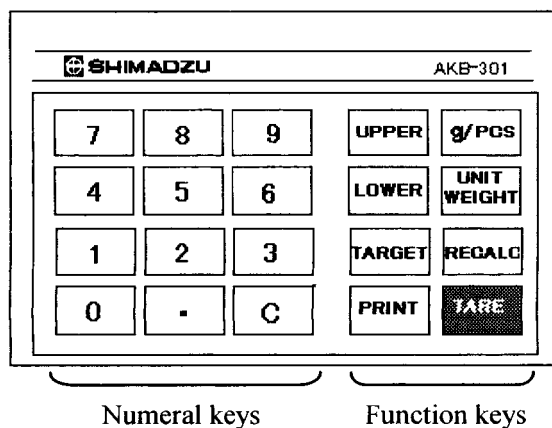 SHIMADZU AKB-301
7 8 9 UPPER g/PCS
4 5 6 LOWER UNIT WEIGHT
1 2 3 TARGET RECALC
0 . C PRINT TARE
Numeral keys Function keys